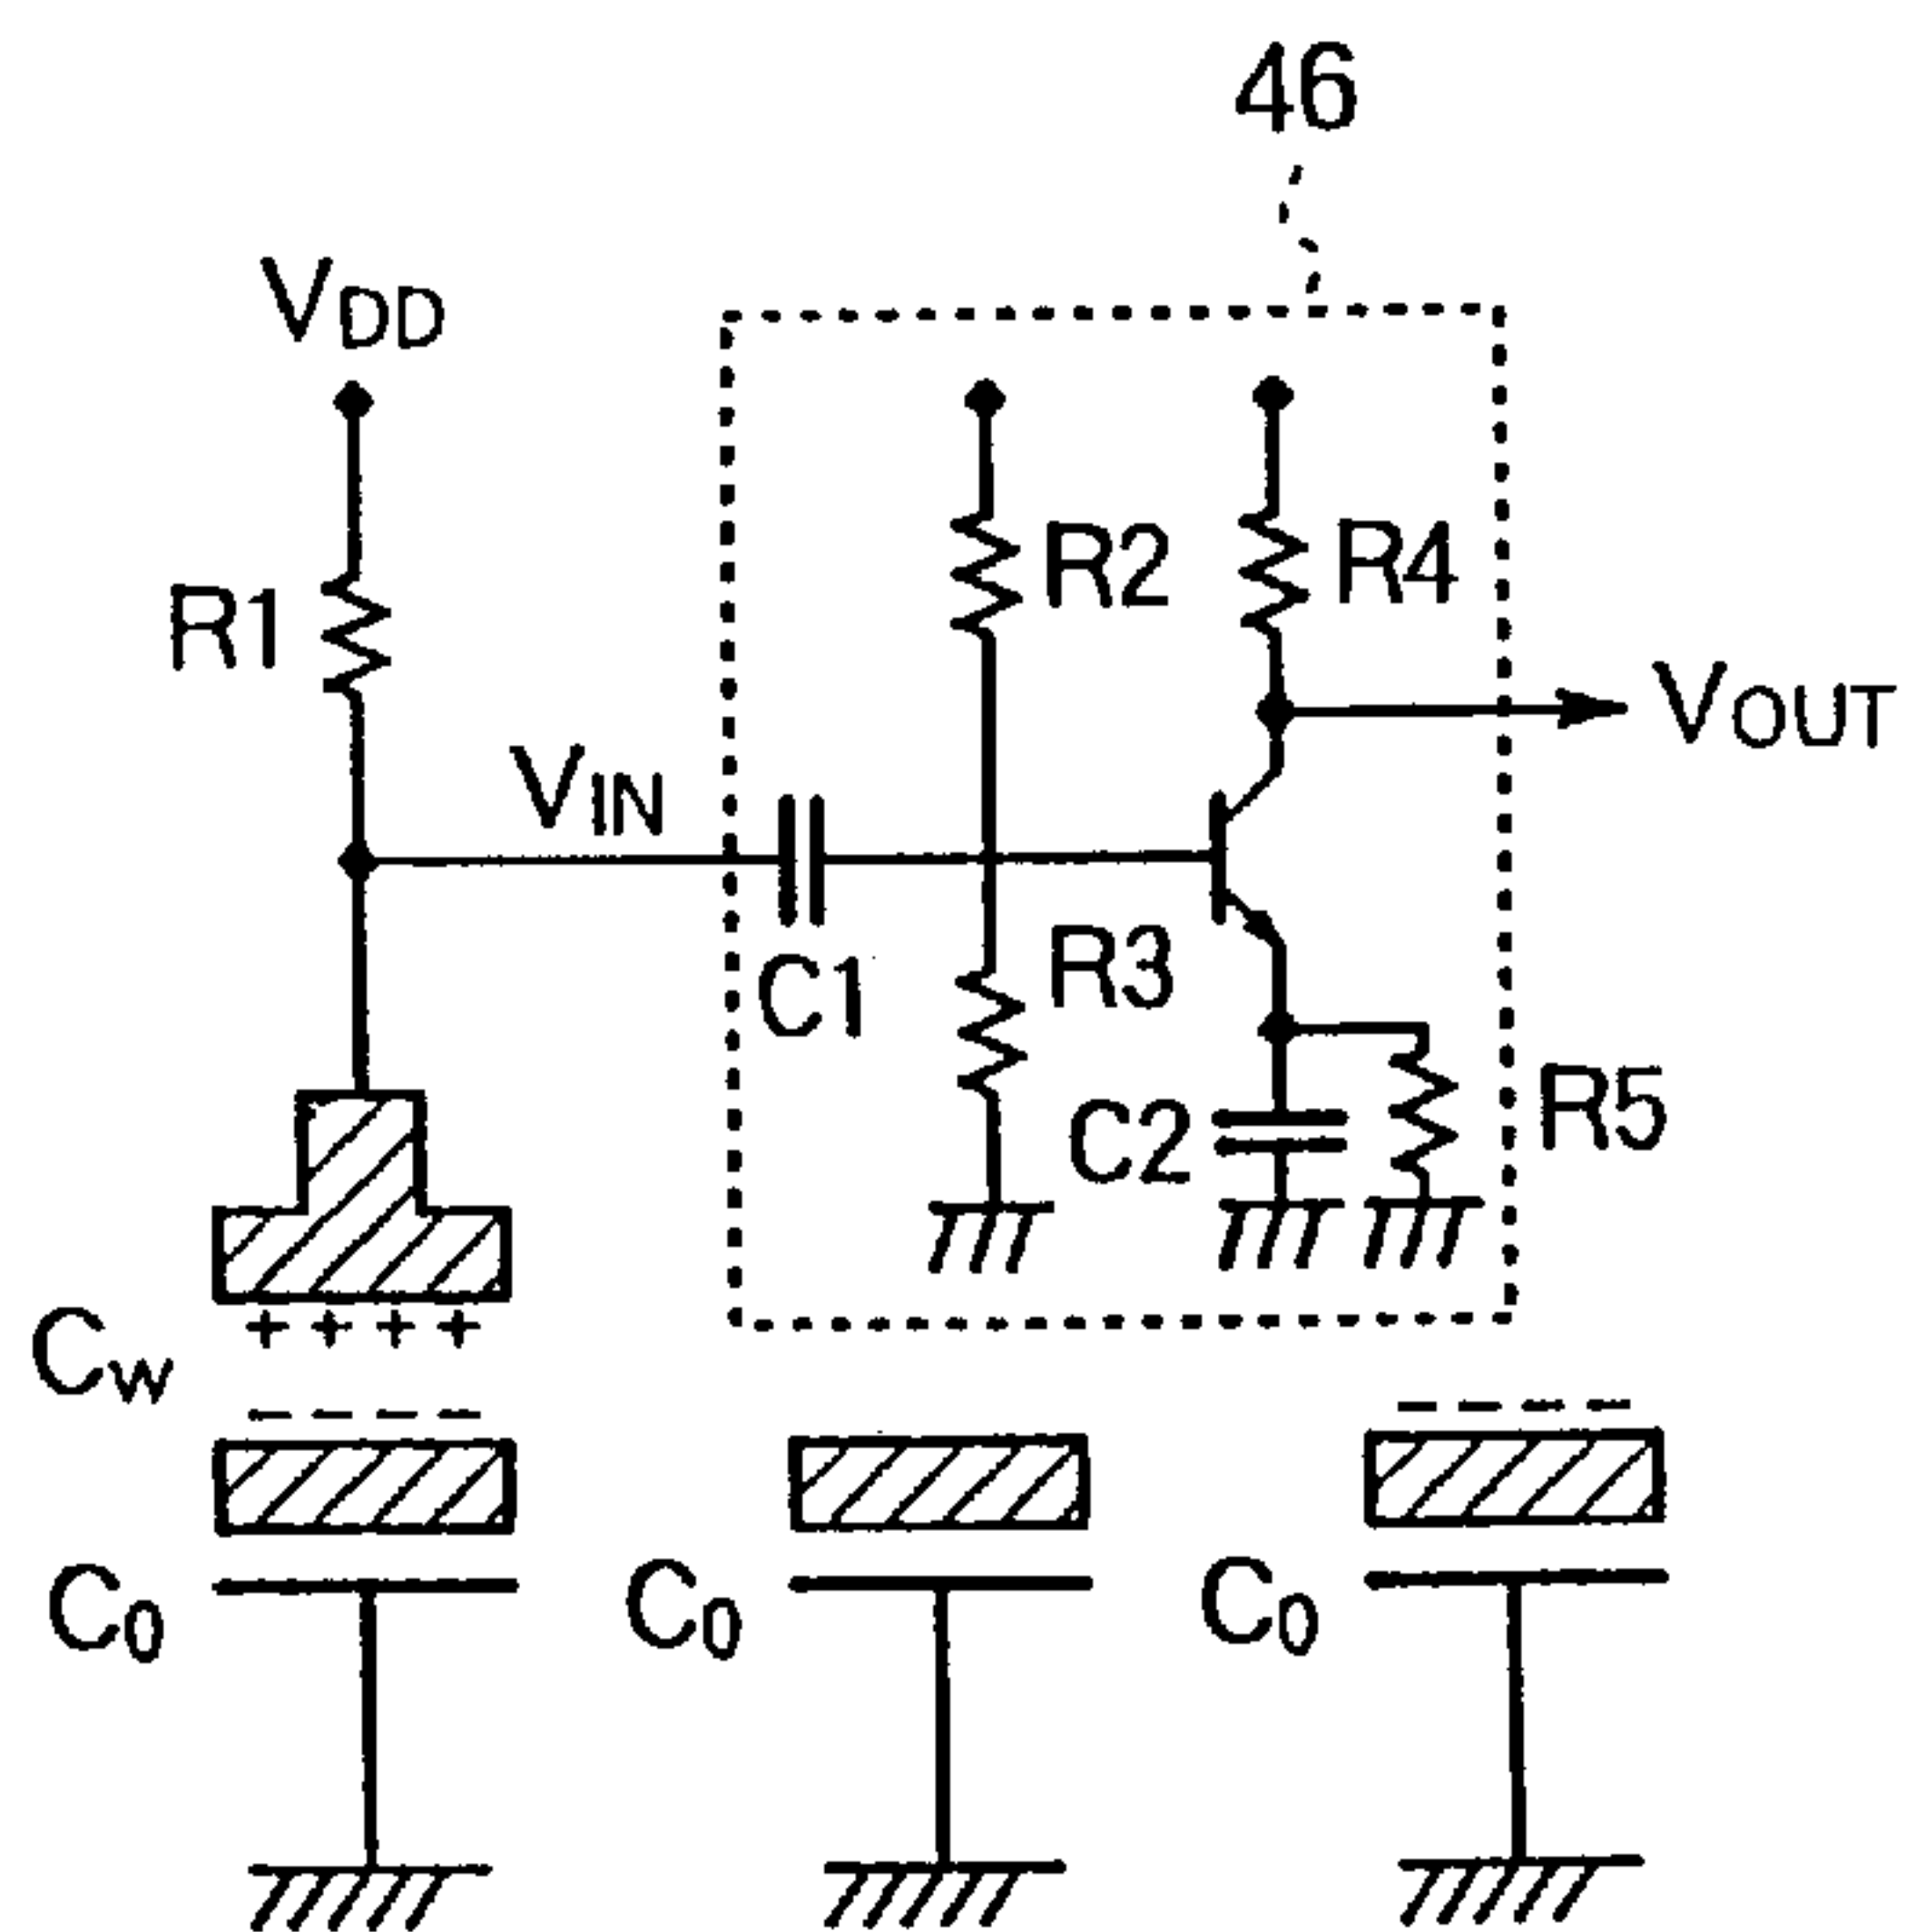 46
VDD
R1
R2
R4
VOUT
VIN
C1
R3
C2
R5
+ + + +
Cw
− − − −
− − − −
C0
C0
C0